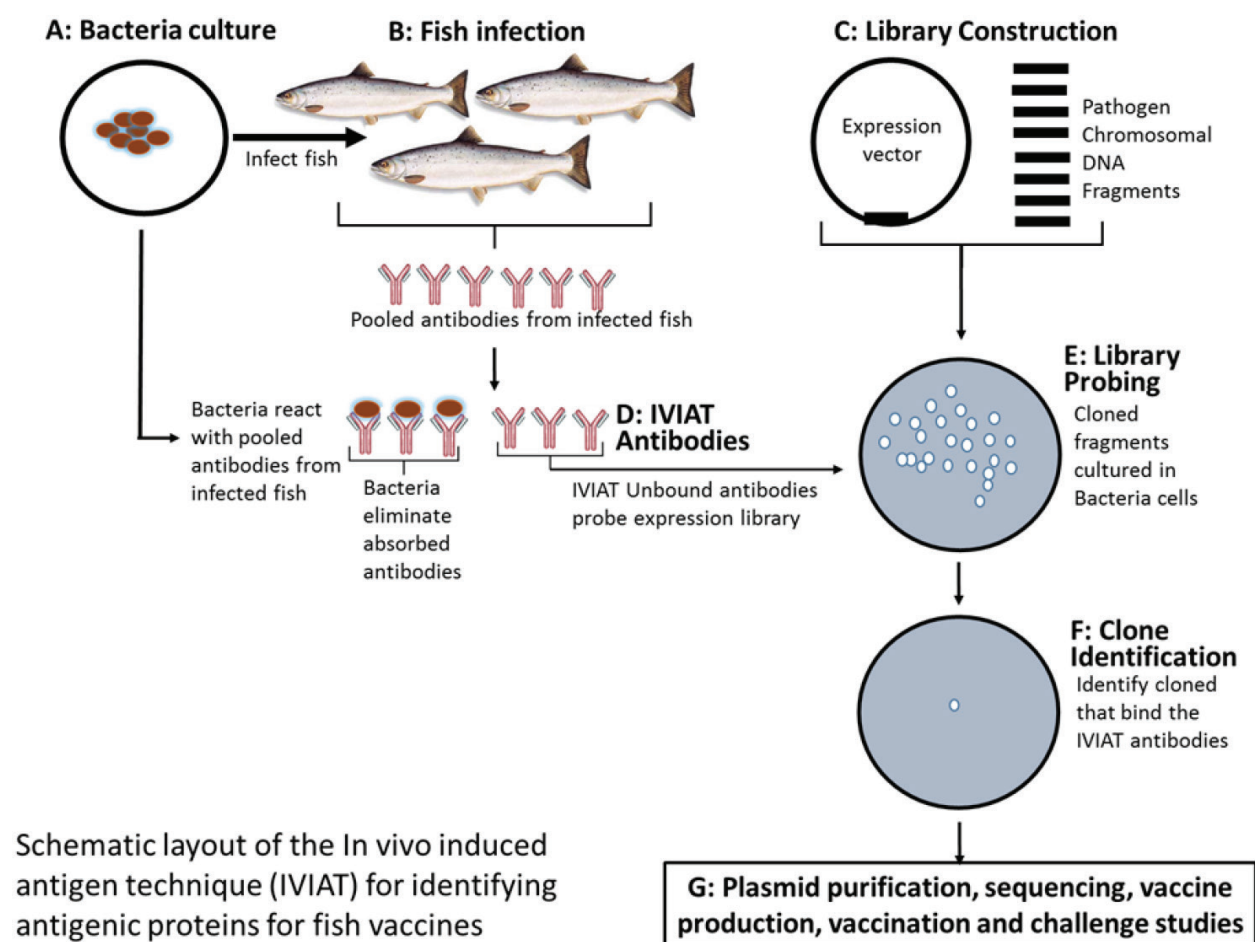 A: Bacteria culture
B: Fish infection
C: Library Construction
Infect fish
Expression
vector
Pathogen
Chromosomal
DNA
Fragments
Pooled antibodies from infected fish
Bacteria react
with pooled
antibodies from
infected fish
Bacteria
eliminate
absorbed
antibodies
D: IVIAT
Antibodies
IVIAT Unbound antibodies
probe expression library
E: Library
Probing
Cloned
fragments
cultured in
Bacteria cells
F: Clone
Identification
Identify cloned
that bind the
IVIAT antibodies
Schematic layout of the In vivo induced
antigen technique (IVIAT) for identifying
antigenic proteins for fish vaccines
G: Plasmid purification, sequencing, vaccine
production, vaccination and challenge studies